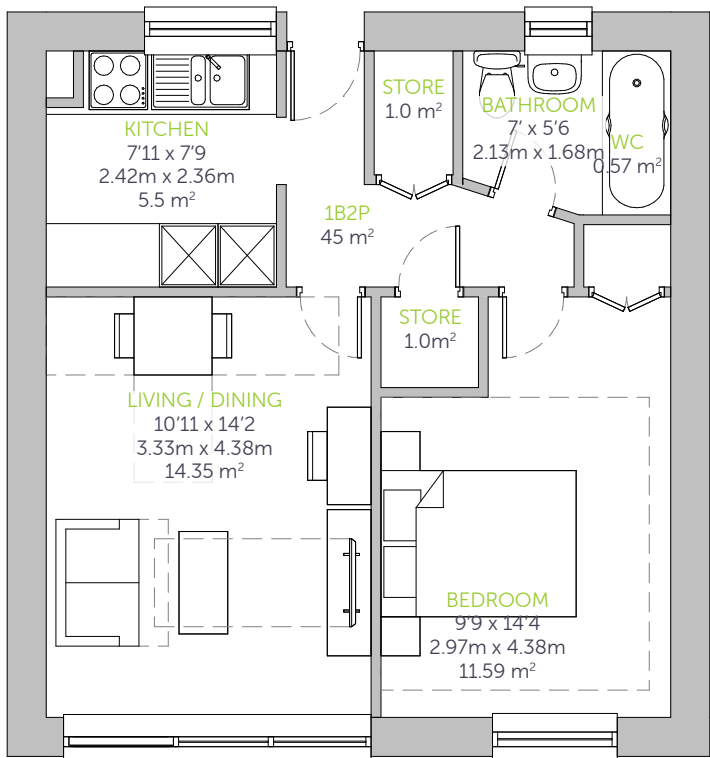 KITCHEN
7'11 x 7'9
2.42m x 2.36m
5.5 m²
STORE
1.0 m²
BATHROOM
7' x 5'6
2.13m x 1.68m
WC
0.57 m²
1B2P
45 m²
STORE
1.0m²
LIVING / DINING
10'11 x 14'2
3.33m x 4.38m
14.35 m²
BEDROOM
9'9 x 14'4
2.97m x 4.38m
11.59 m²